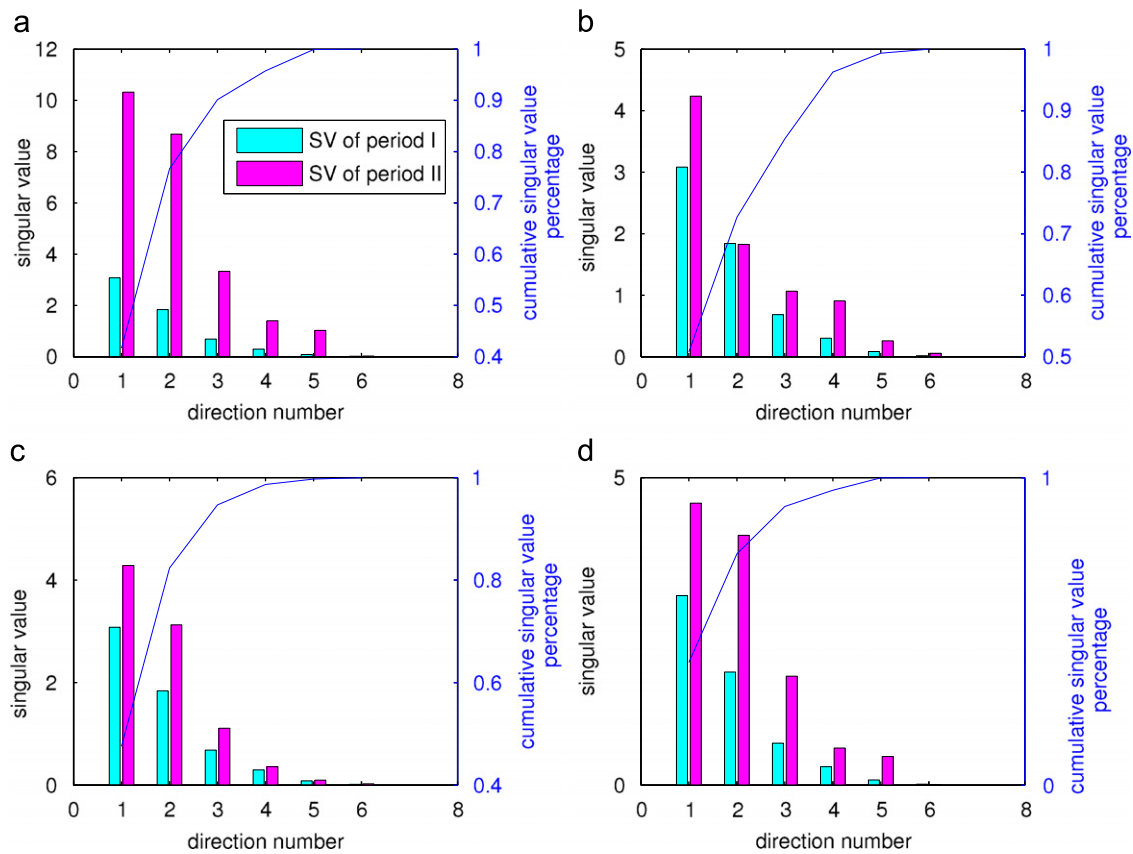 a
12
10
8
6
4
2
0
singular value
0 1 2 3 4 5 6 8
direction number
1
0.9
0.8
0.7
0.6
0.5
0.4
cumulative singular value
percentage
SV of period I
SV of period II
b
5
4
3
2
1
0
singular value
0 1 2 3 4 5 6 8
direction number
1
0.9
0.8
0.7
0.6
0.5
cumulative singular value
percentage
c
6
4
2
0
singular value
0 1 2 3 4 5 6 8
direction number
1
0.8
0.6
0.4
cumulative singular value
percentage
d
5
0
singular value
0 1 2 3 4 5 6 8
direction number
1
0
cumulative singular value
percentage